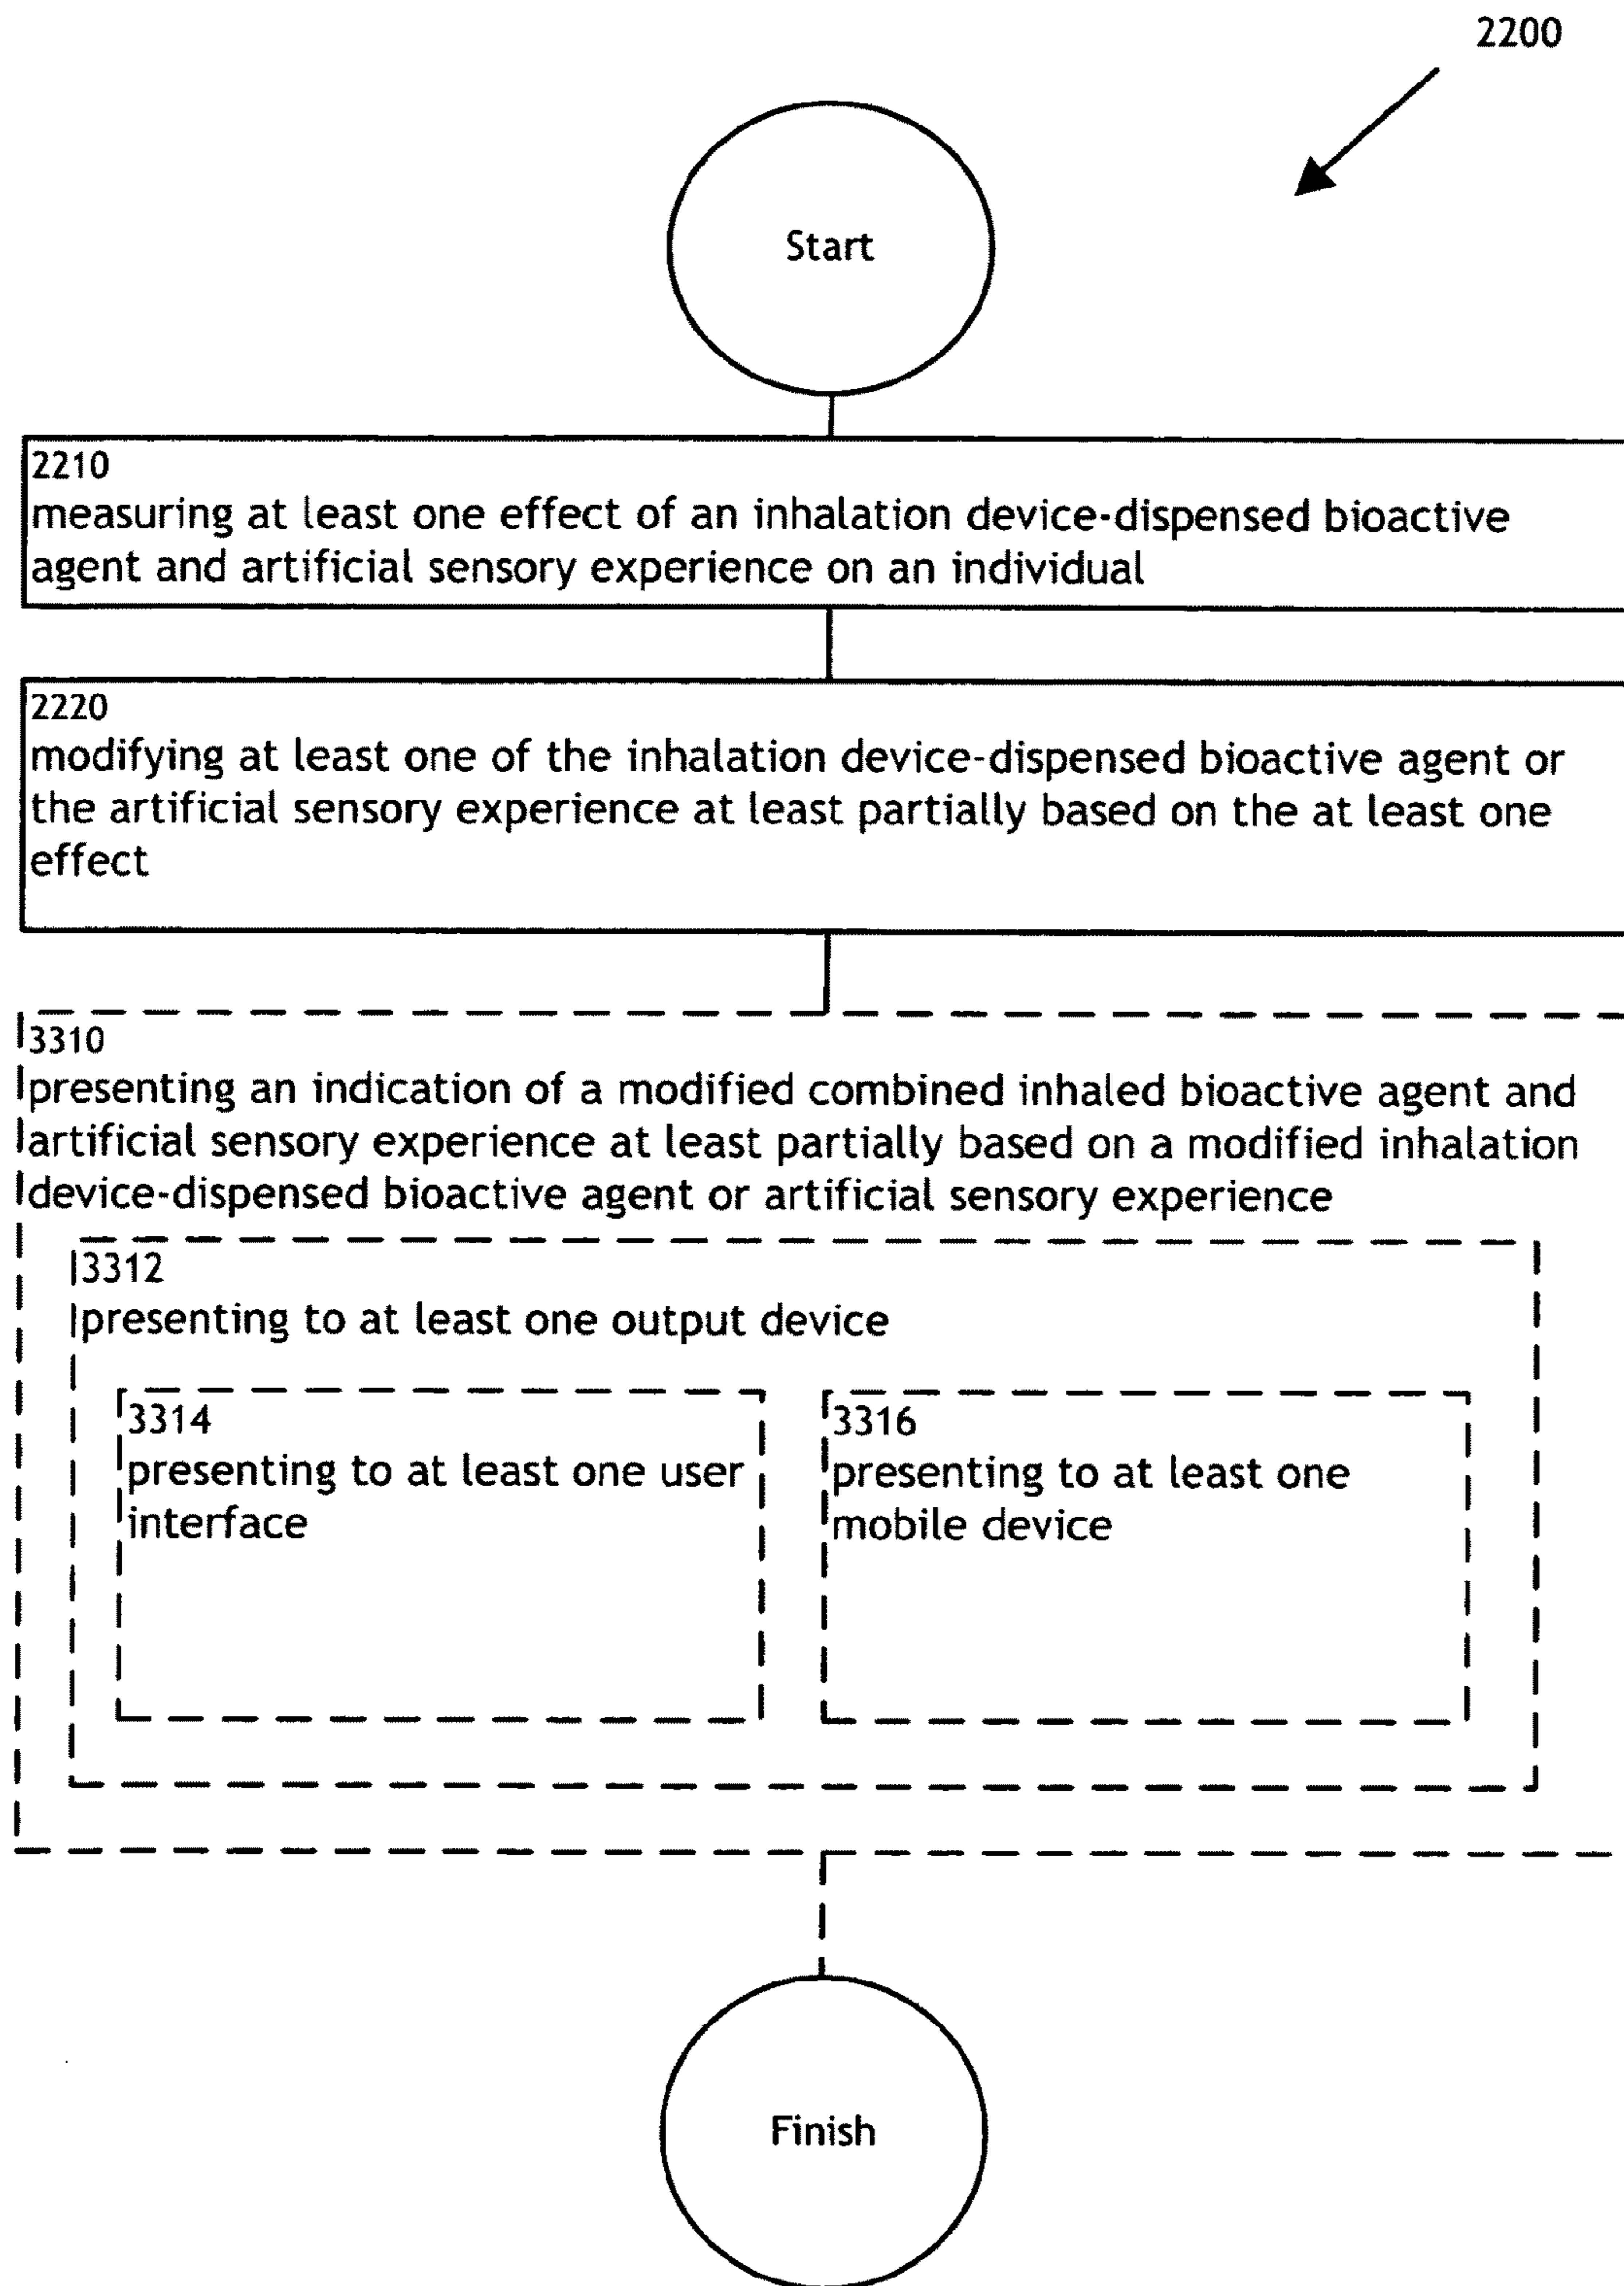 2200
Start
2210
measuring at least one effect of an inhalation device-dispensed bioactive
agent and artificial sensory experience on an individual
2220
modifying at least one of the inhalation device-dispensed bioactive agent or
the artificial sensory experience at least partially based on the at least one
effect
3310
presenting an indication of a modified combined inhaled bioactive agent and
artificial sensory experience at least partially based on a modified inhalation
device-dispensed bioactive agent or artificial sensory experience
3312
presenting to at least one output device
3314
presenting to at least one user
interface
3316
presenting to at least one
mobile device
Finish